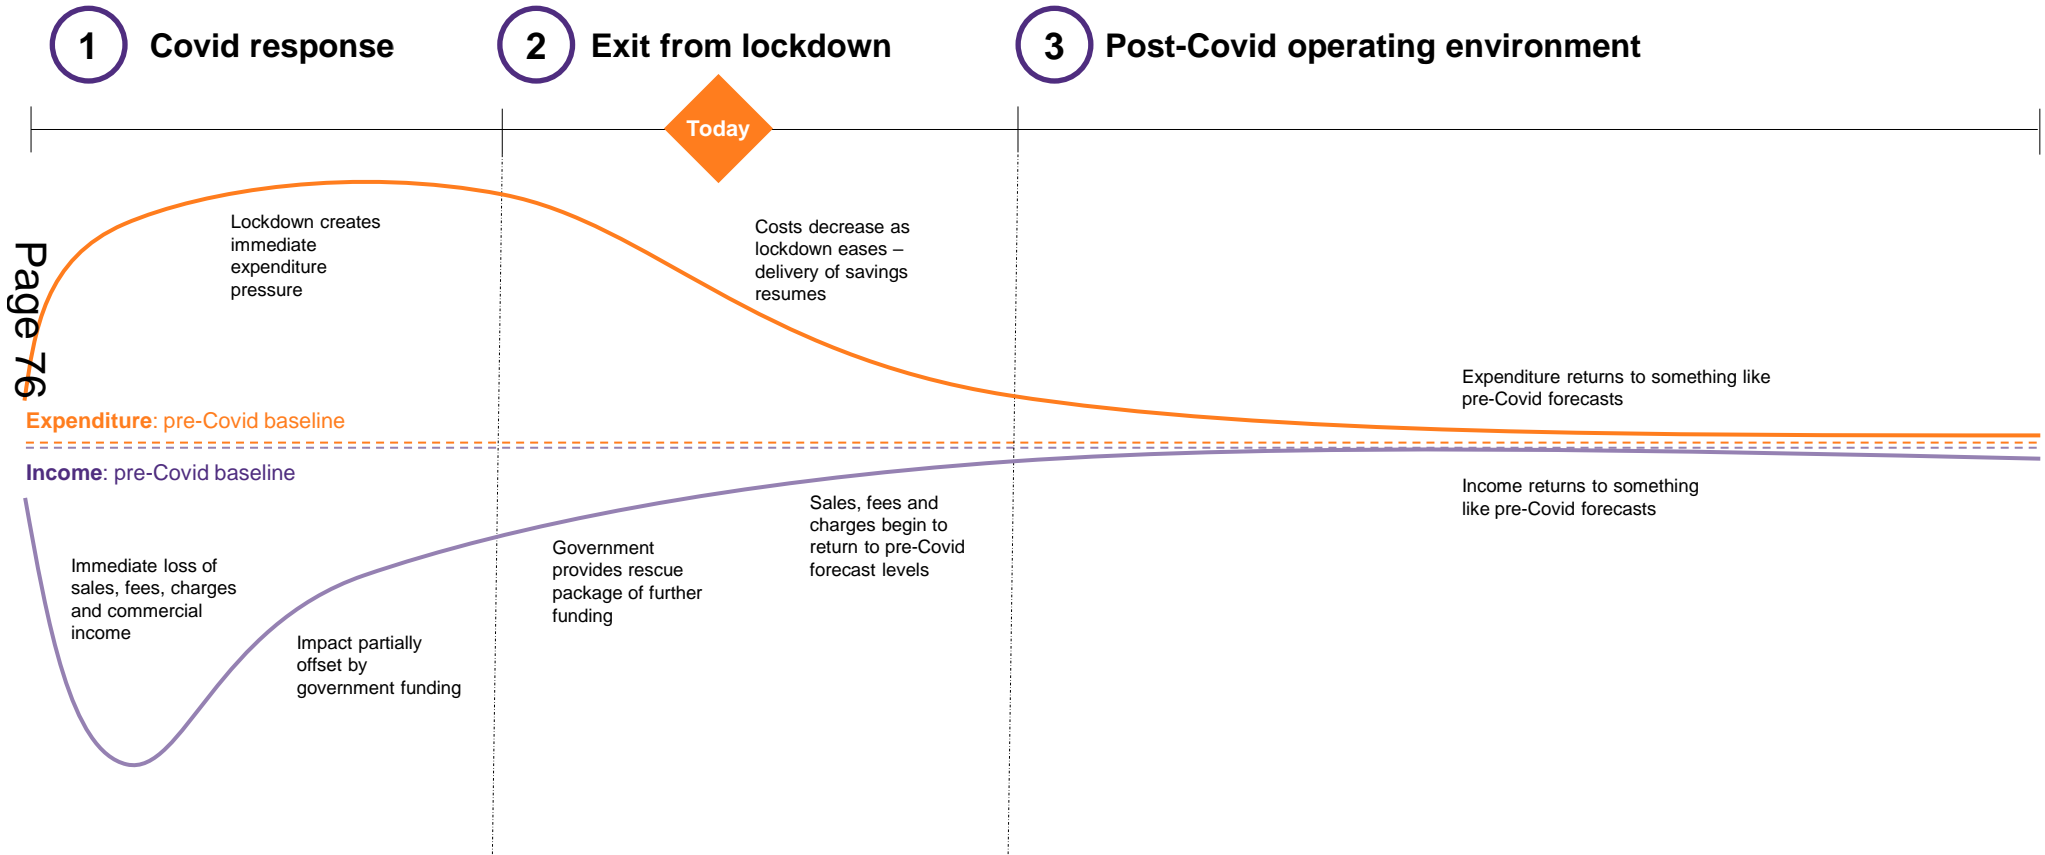 1 Covid response
2 Exit from lockdown
3 Post-Covid operating environment
Today
Lockdown creates
immediate
expenditure
pressure
Costs decrease as
lockdown eases –
delivery of savings
resumes
Page 76
Expenditure returns to something like
pre-Covid forecasts
Expenditure: pre-Covid baseline
Income: pre-Covid baseline
Income returns to something
like pre-Covid forecasts
Immediate loss of
sales, fees, charges
and commercial
income
Impact partially
offset by
government funding
Government
provides rescue
package of further
funding
Sales, fees and
charges begin to
return to pre-Covid
forecast levels